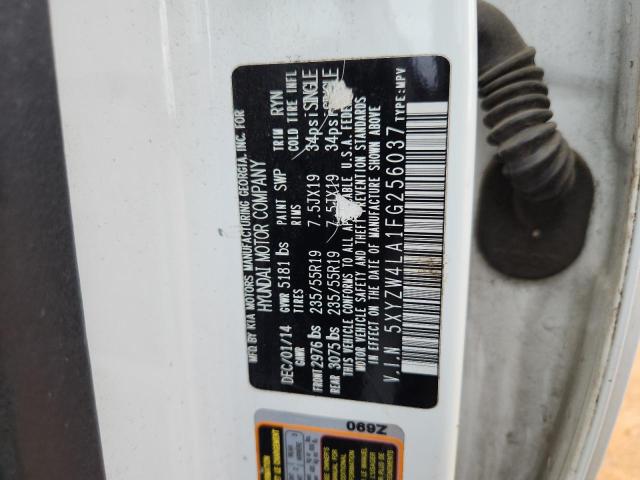 MFD BY KIA MOTORS MANUFACTURING GEORGIA, INC. FOR
HYUNDAI MOTOR COMPANY
DEC/01/14 GVWR 5181 lbs PAINT SWP TRIM RYN
GAWR TIRES RIMS COLD TIRE INFL
FRONT 2976 lbs 235/55R19 7.5JX19 34psi SINGLE
REAR 3075 lbs 235/55R19 7.5JX19 34psi
THIS VEHICLE CONFORMS TO ALL U.S.A. FEDERAL
MOTOR VEHICLE SAFETY AND THEFT PREVENTION STANDARDS
IN EFFECT ON THE DATE OF MANUFACTURE SHOWN ABOVE
V.I.N 5XYZW4LA1FG256037 TYPE:MPV
Z690